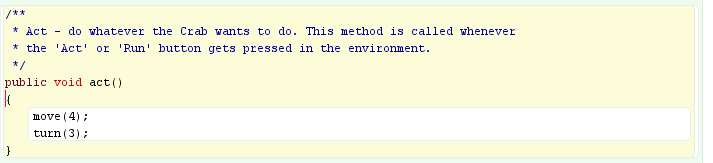 /**
 * Act - do whatever the Crab wants to do. This method is called whenever
 * the 'Act' or 'Run' button gets pressed in the environment.
 */
public void act()
{
    move(4);
    turn(3);
}